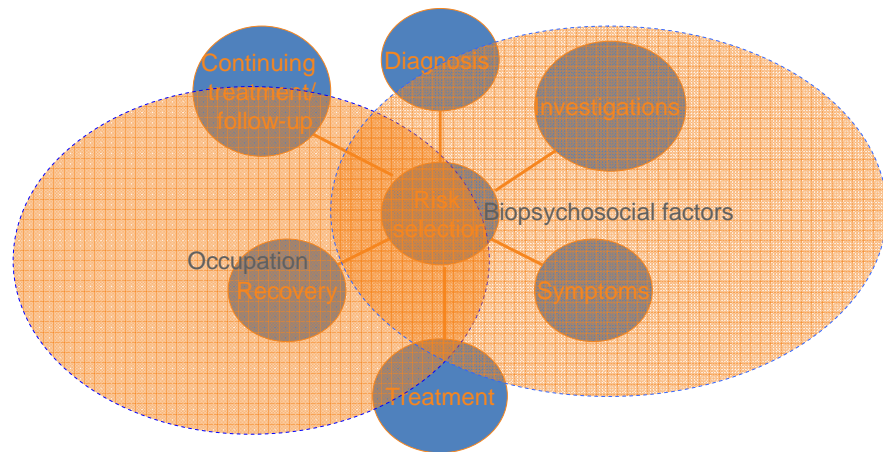 Continuing
treatment/
follow-up
Diagnosis
Investigations
Risk
selection
Biopsychosocial factors
Occupation
Recovery
Symptoms
Treatment